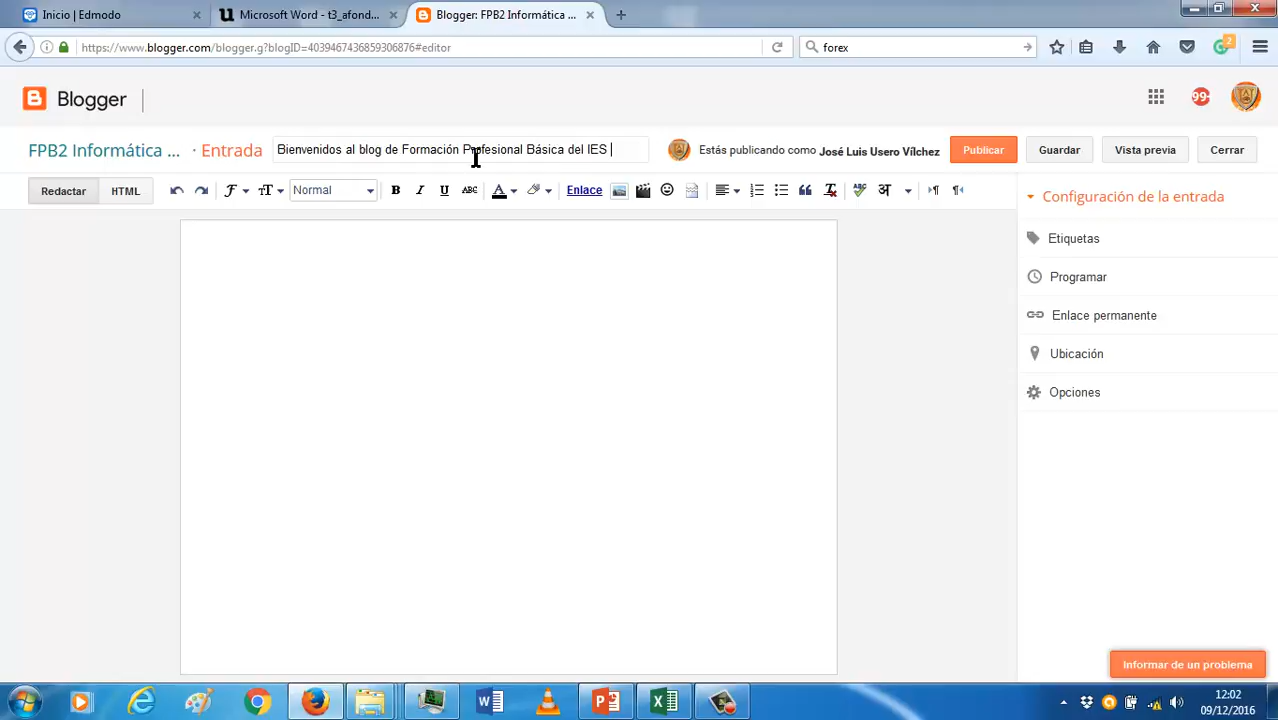 Inicio | Edmodo
Microsoft Word - t3_afond...
Blogger: FPB2 Informática ...
https://www.blogger.com/blogger.g?blogID=4039467436859306876#editor
forex
2
Blogger
99+
FPB2 Informática ... · Entrada
Bienvenidos al blog de Formación Profesional Básica del IES
Estás publicando como José Luis Usero Vílchez
Publicar
Guardar
Vista previa
Cerrar
Redactar
HTML
Normal
B
I
U
ABC
A
Enlace
Configuración de la entrada
Etiquetas
Programar
Enlace permanente
Ubicación
Opciones
Informar de un problema
12:02
09/12/2016